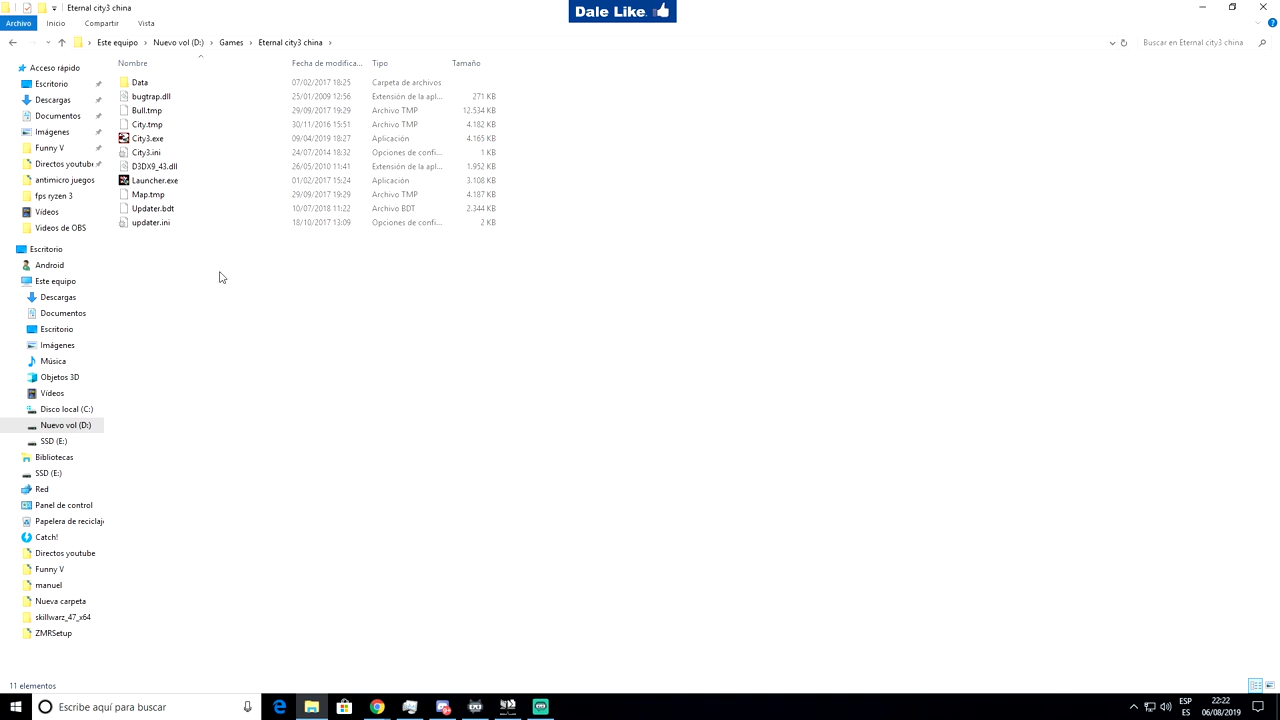 Eternal city3 china
Dale Like.
Archivo Inicio Compartir Vista
Este equipo Nuevo vol (D:) Games Eternal city3 china
Buscar en Eternal city3 china
Nombre Fecha de modifica... Tipo Tamaño
Data 07/02/2017 18:25 Carpeta de archivos
bugtrap.dll 25/01/2009 12:56 Extensión de la apl... 271 KB
Bull.tmp 29/09/2017 19:29 Archivo TMP 12.534 KB
City.tmp 30/11/2016 15:51 Archivo TMP 4.182 KB
City3.exe 09/04/2019 18:27 Aplicación 4.165 KB
City3.ini 24/07/2014 18:32 Opciones de confi... 1 KB
D3DX9_43.dll 26/05/2010 11:41 Extensión de la apl... 1.952 KB
Launcher.exe 01/02/2017 15:24 Aplicación 3.108 KB
Map.tmp 29/09/2017 19:29 Archivo TMP 4.187 KB
Updater.bdt 10/07/2018 11:22 Archivo BDT 2.344 KB
updater.ini 18/10/2017 13:09 Opciones de confi... 2 KB
Acceso rápido
Escritorio
Descargas
Documentos
Imágenes
Funny V
Directos youtube
antimicro juegos
fps ryzen 3
Vídeos
Videos de OBS
Escritorio
Android
Este equipo
Descargas
Documentos
Escritorio
Imágenes
Música
Objetos 3D
Vídeos
Disco local (C:)
Nuevo vol (D:)
SSD (E:)
Bibliotecas
SSD (E:)
Red
Panel de control
Papelera de reciclaje
Catch!
Directos youtube
Funny V
manuel
Nueva carpeta
skillwarz_47_x64
ZMRSetup
11 elementos
Escribe aquí para buscar
ESP
ES
22:22
06/08/2019